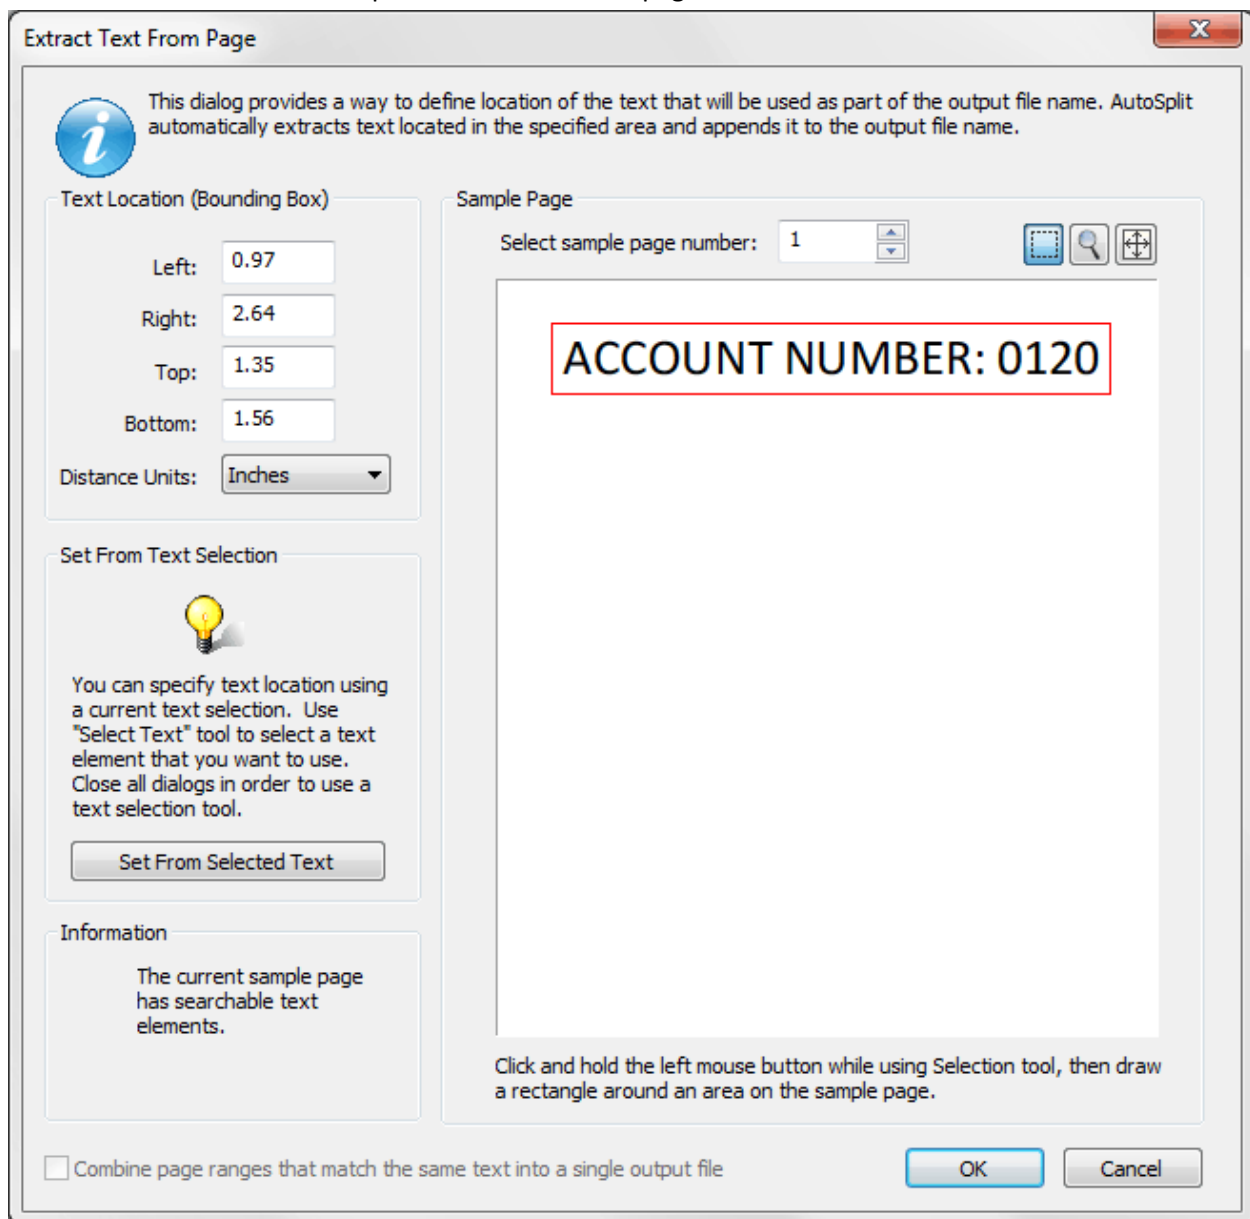 Extract Text From Page
X
This dialog provides a way to define location of the text that will be used as part of the output file name. AutoSplit
automatically extracts text located in the specified area and appends it to the output file name.
Text Location (Bounding Box)
Left: 0.97
Right: 2.64
Top: 1.35
Bottom: 1.56
Distance Units: Inches
Set From Text Selection
You can specify text location using
a current text selection. Use
"Select Text" tool to select a text
element that you want to use.
Close all dialogs in order to use a
text selection tool.
Set From Selected Text
Information
The current sample page
has searchable text
elements.
Sample Page
Select sample page number: 1
ACCOUNT NUMBER: 0120
Click and hold the left mouse button while using Selection tool, then draw
a rectangle around an area on the sample page.
Combine page ranges that match the same text into a single output file
OK
Cancel